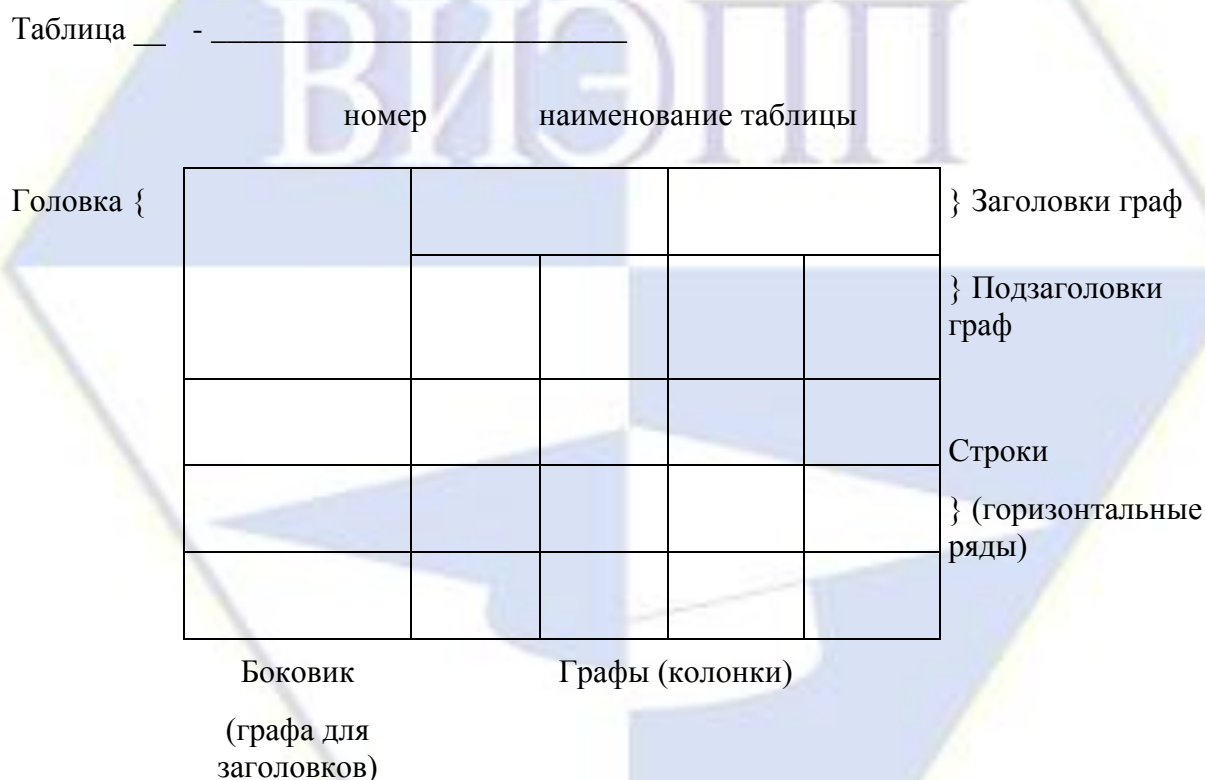 ВИЭПП
Таблица __ - __________________________
номер наименование таблицы
Головка {
} Заголовки граф
} Подзаголовки
граф
Строки
} (горизонтальные
ряды)
Боковик
Графы (колонки)
(графа для
заголовков)